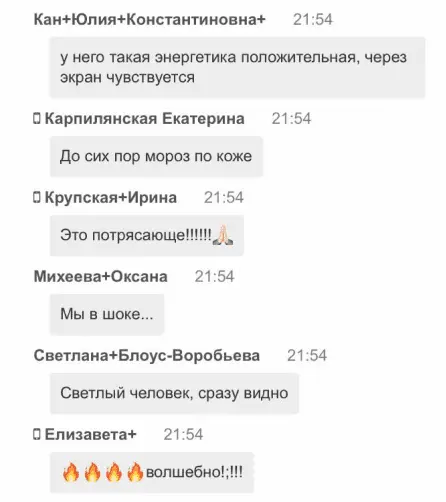 Кан+Юлия+Константиновна+ 21:54
у него такая энергетика положительная, через
экран чувствуется
Карпилянская Екатерина 21:54
До сих пор мороз по коже
Крупская+Ирина 21:54
Это потрясающе!!!!!!🙏🏻
Михеева+Оксана 21:54
Мы в шоке...
Светлана+Блоус-Воробьева 21:54
Светлый человек, сразу видно
Елизавета+ 21:54
🔥🔥🔥🔥волшебно!;!!!